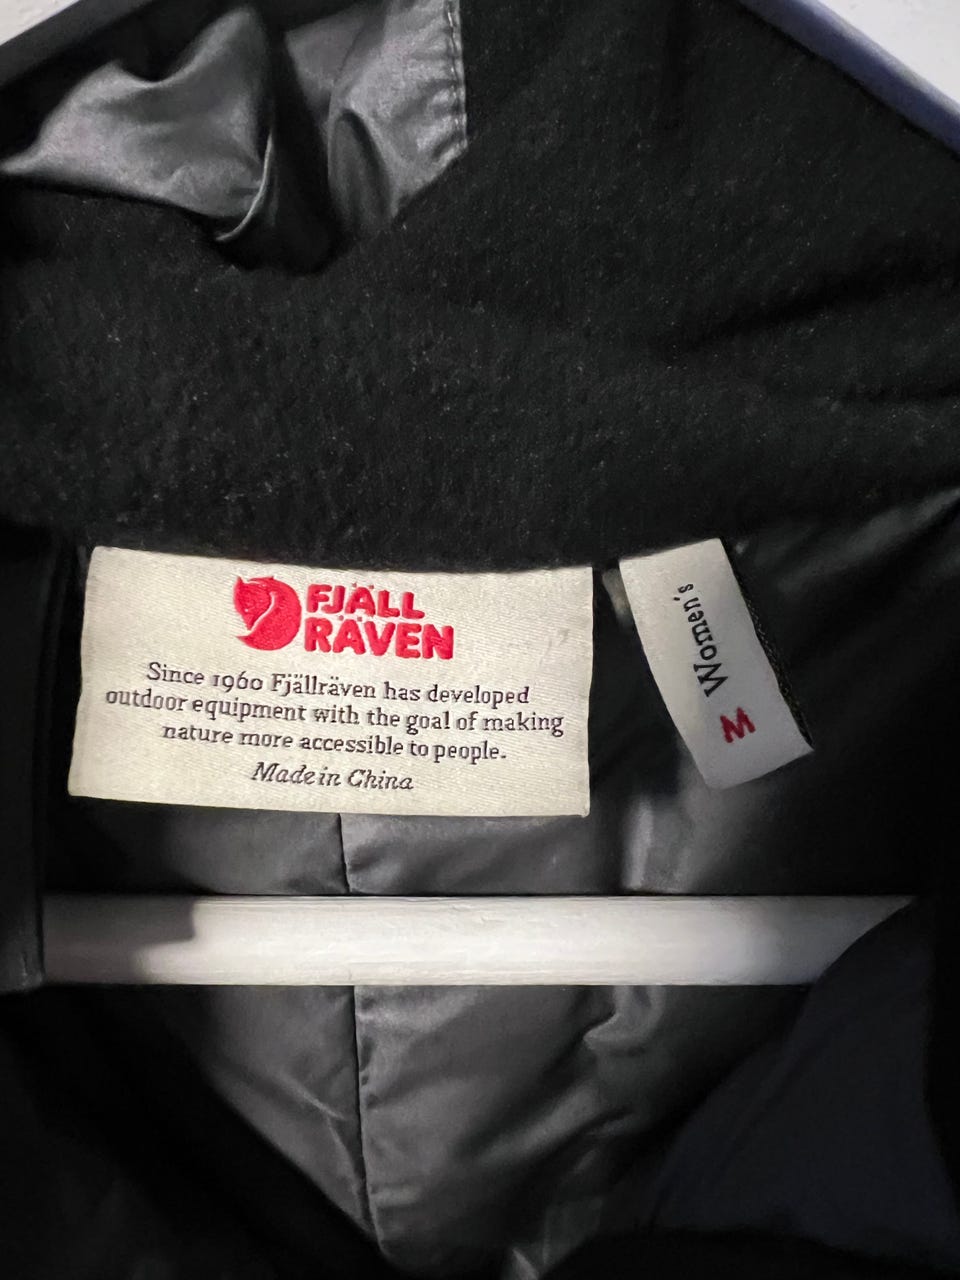 FJÄLL
RÄVEN
Since 1960 Fjällräven has developed
outdoor equipment with the goal of making
nature more accessible to people.
Made in China
Women's
M